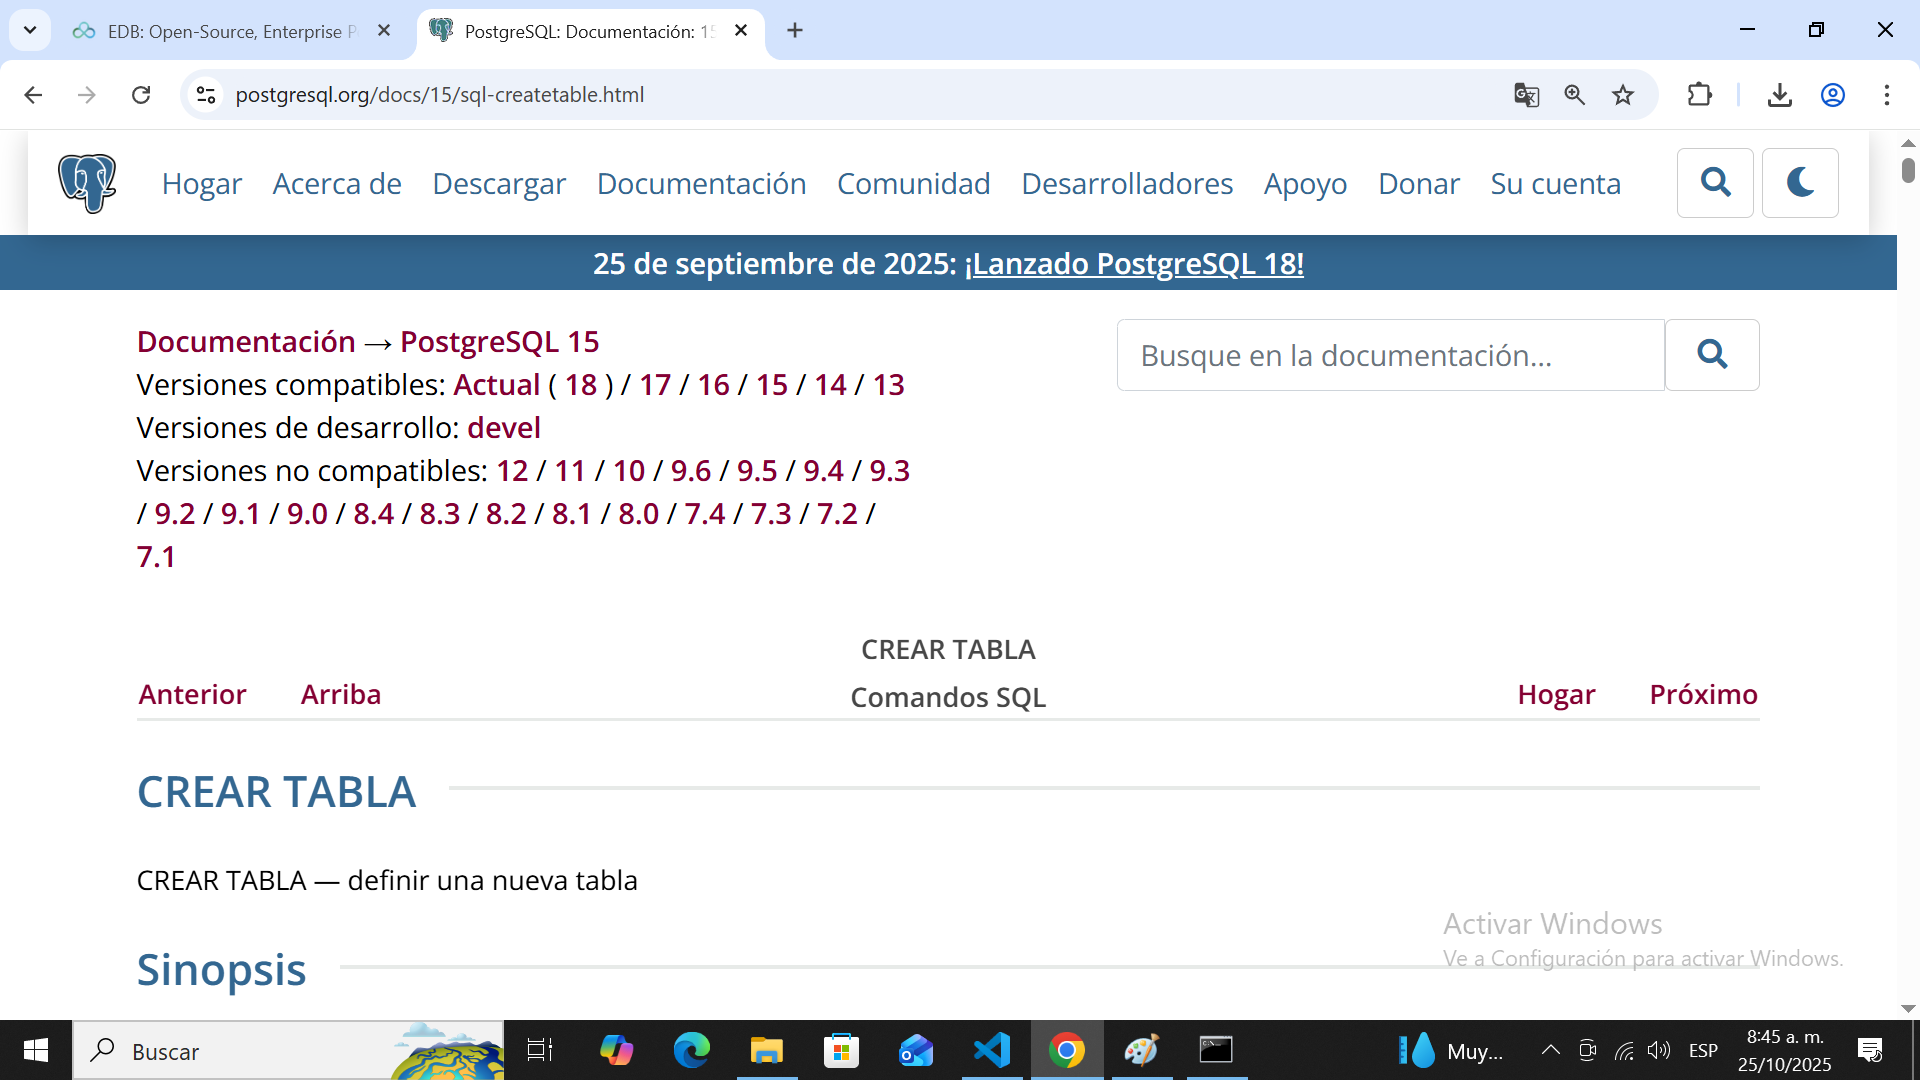 EDB: Open-Source, Enterprise P
PostgreSQL: Documentación: 15
postgresql.org/docs/15/sql-createtable.html
Hogar Acerca de Descargar Documentación Comunidad Desarrolladores Apoyo Donar Su cuenta
25 de septiembre de 2025: ¡Lanzado PostgreSQL 18!
Documentación → PostgreSQL 15
Busque en la documentación...
Versiones compatibles: Actual ( 18 ) / 17 / 16 / 15 / 14 / 13
Versiones de desarrollo: devel
Versiones no compatibles: 12 / 11 / 10 / 9.6 / 9.5 / 9.4 / 9.3
/ 9.2 / 9.1 / 9.0 / 8.4 / 8.3 / 8.2 / 8.1 / 8.0 / 7.4 / 7.3 / 7.2 /
7.1
CREAR TABLA
Anterior Arriba Comandos SQL Hogar Próximo
CREAR TABLA
CREAR TABLA — definir una nueva tabla
Sinopsis
Activar Windows
Ve a Configuración para activar Windows.
Buscar
Muy...
ESP
8:45 a. m.
25/10/2025